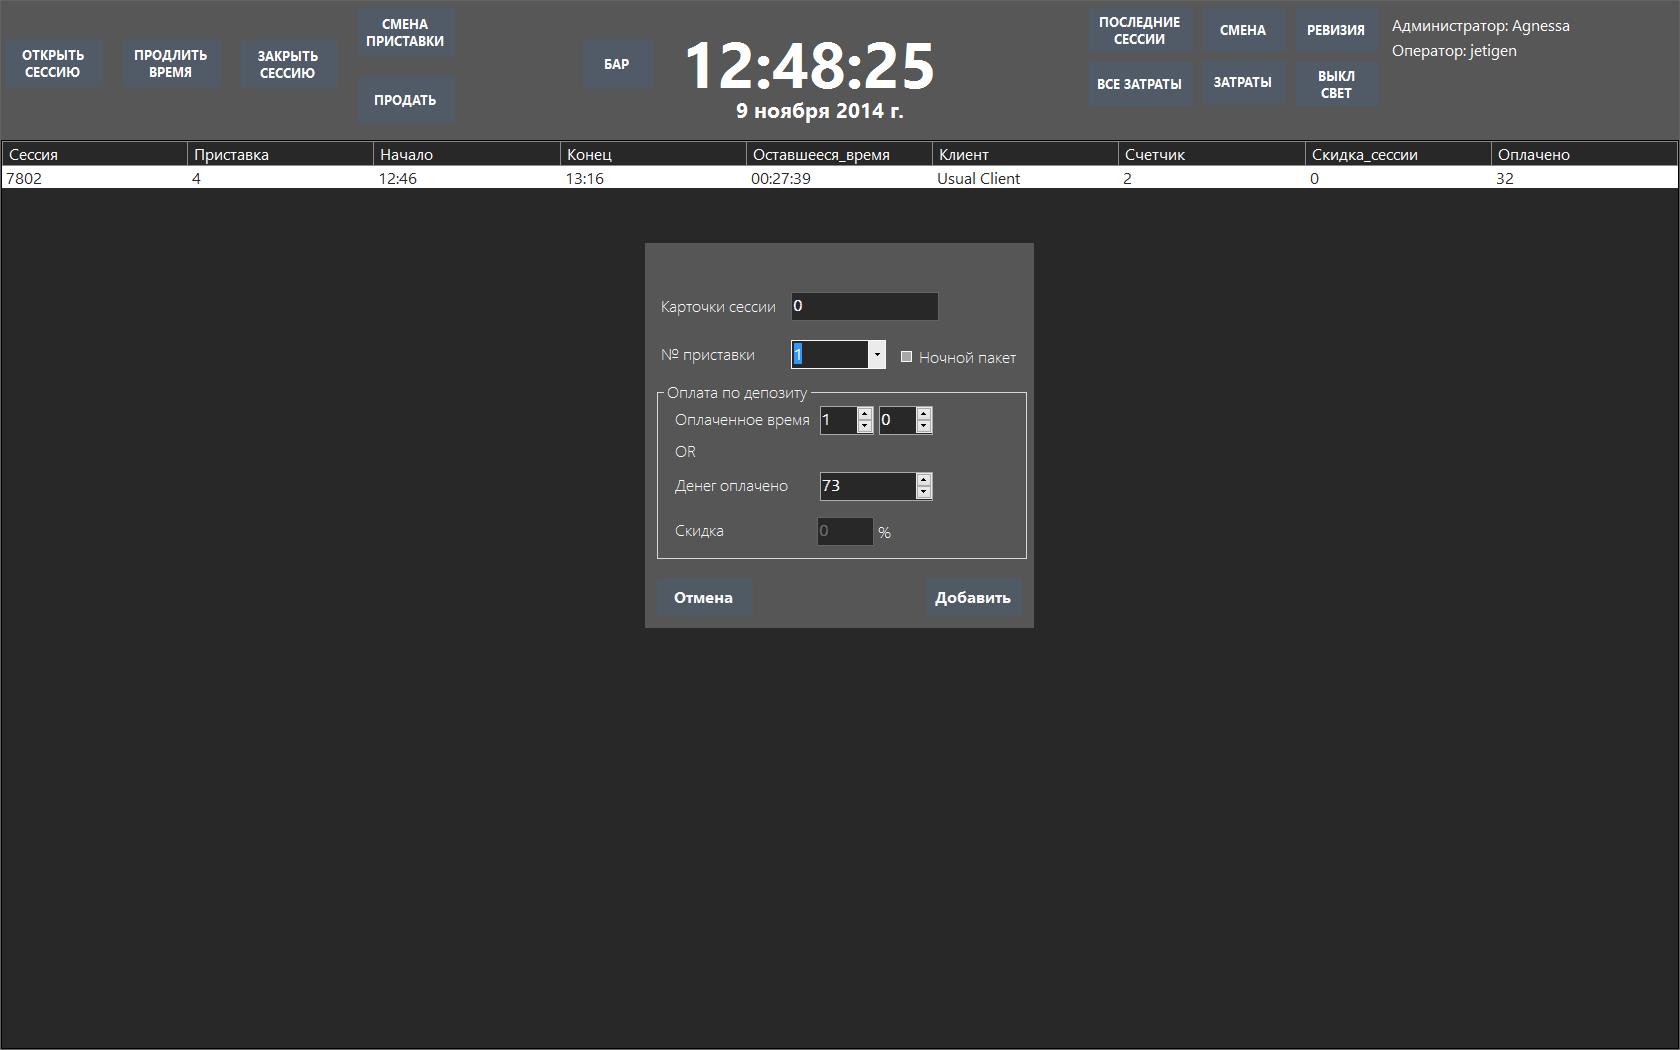 ОТКРЫТЬ
СЕССИЮ
ПРОДЛИТЬ
ВРЕМЯ
ЗАКРЫТЬ
СЕССИЮ
СМЕНА
ПРИСТАВКИ
ПРОДАТЬ
БАР
12:48:25
9 ноября 2014 г.
ПОСЛЕДНИЕ
СЕССИИ
СМЕНА
РЕВИЗИЯ
ВСЕ ЗАТРАТЫ
ЗАТРАТЫ
ВЫКЛ
СВЕТ
Администратор: Agnessa
Оператор: jetigen
Сессия Приставка Начало Конец Оставшееся_время Клиент Счетчик Скидка_сессии Оплачено
7802 4 12:46 13:16 00:27:39 Usual Client 2 0 32
Карточки сессии 0
№ приставки 1 Ночной пакет
Оплата по депозиту
Оплаченное время 1 0
OR
Денег оплачено 73
Скидка 0 %
Отмена Добавить